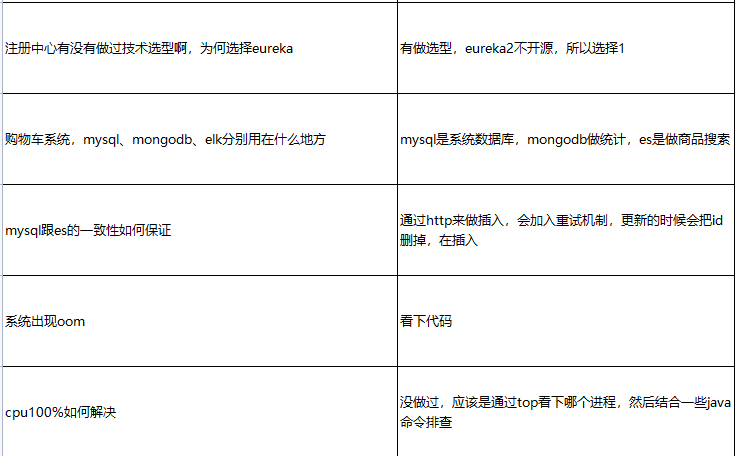 注册中心有没有做过技术选型啊，为何选择eureka
有做选型，eureka2不开源，所以选择1
购物车系统，mysql、mongodb、elk分别用在什么地方
mysql是系统数据库，mongodb做统计，es是做商品搜索
mysql跟es的一致性如何保证
通过http来做插入，会加入重试机制，更新的时候会把id
删掉，在插入
系统出现oom
看下代码
cpu100%如何解决
没做过，应该是通过top看下哪个进程，然后结合一些java
命令排查